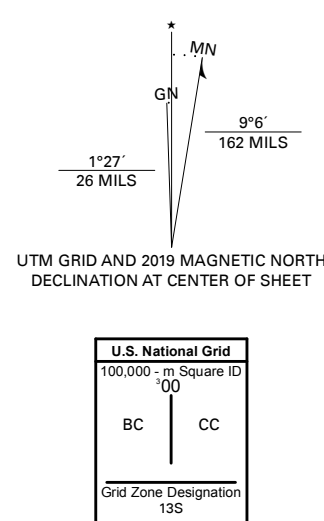 ★
MN
GN
9°6´
162 MILS
1°27´
26 MILS
UTM GRID AND 2019 MAGNETIC NORTH
DECLINATION AT CENTER OF SHEET
U.S. National Grid
100,000 - m Square ID
³00
BC CC
Grid Zone Designation
13S